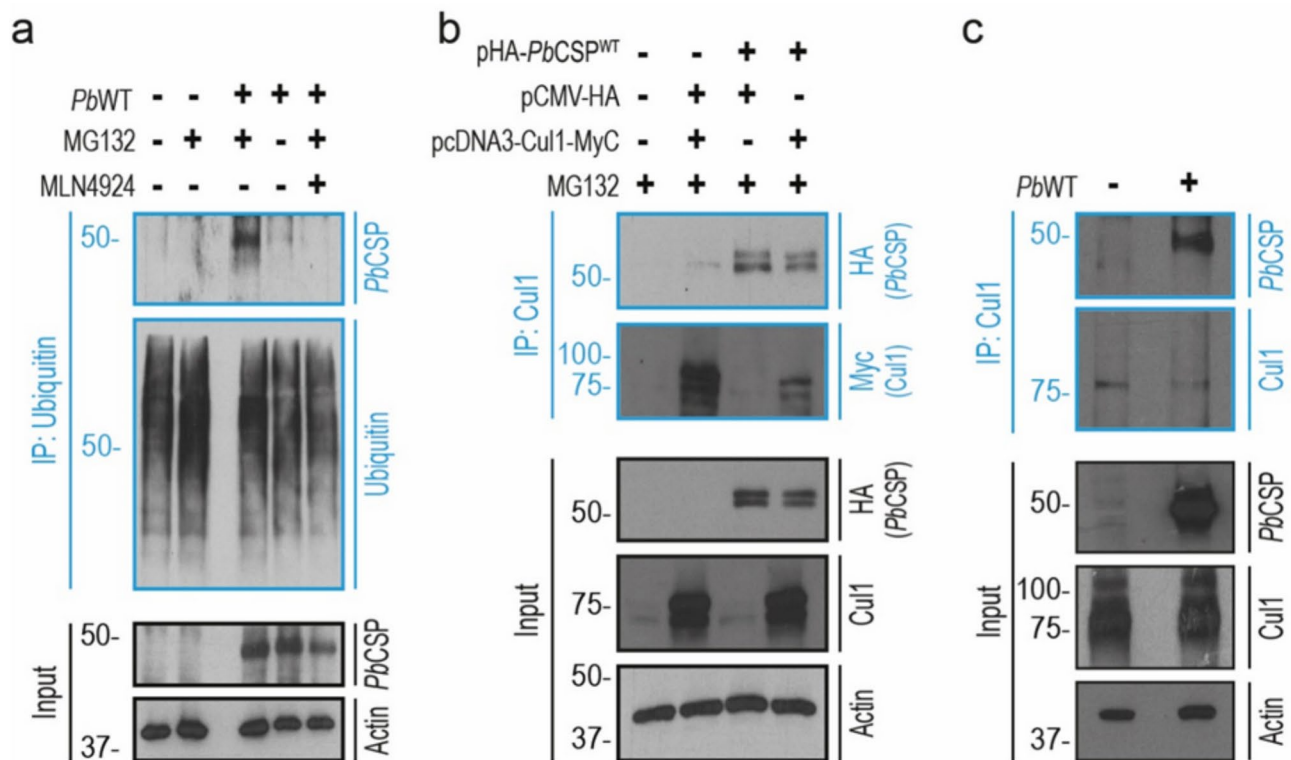 a
PbWT - - + + +
MG132 - + + - +
MLN4924 - - - - +
IP: Ubiquitin
50-
PbCSP
50-
Ubiquitin
Input
50-
PbCSP
37-
Actin
b
pHA-PbCSPWT - - + +
pCMV-HA - + + -
pcDNA3-Cul1-MyC - + - +
MG132 + + + +
IP: Cul1
50-
HA
(PbCSP)
100-
75-
Myc
(Cul1)
Input
50-
HA
(PbCSP)
75-
Cul1
50-
37-
Actin
c
PbWT - +
IP: Cul1
50-
PbCSP
75-
Cul1
Input
50-
PbCSP
100-
75-
Cul1
37-
Actin